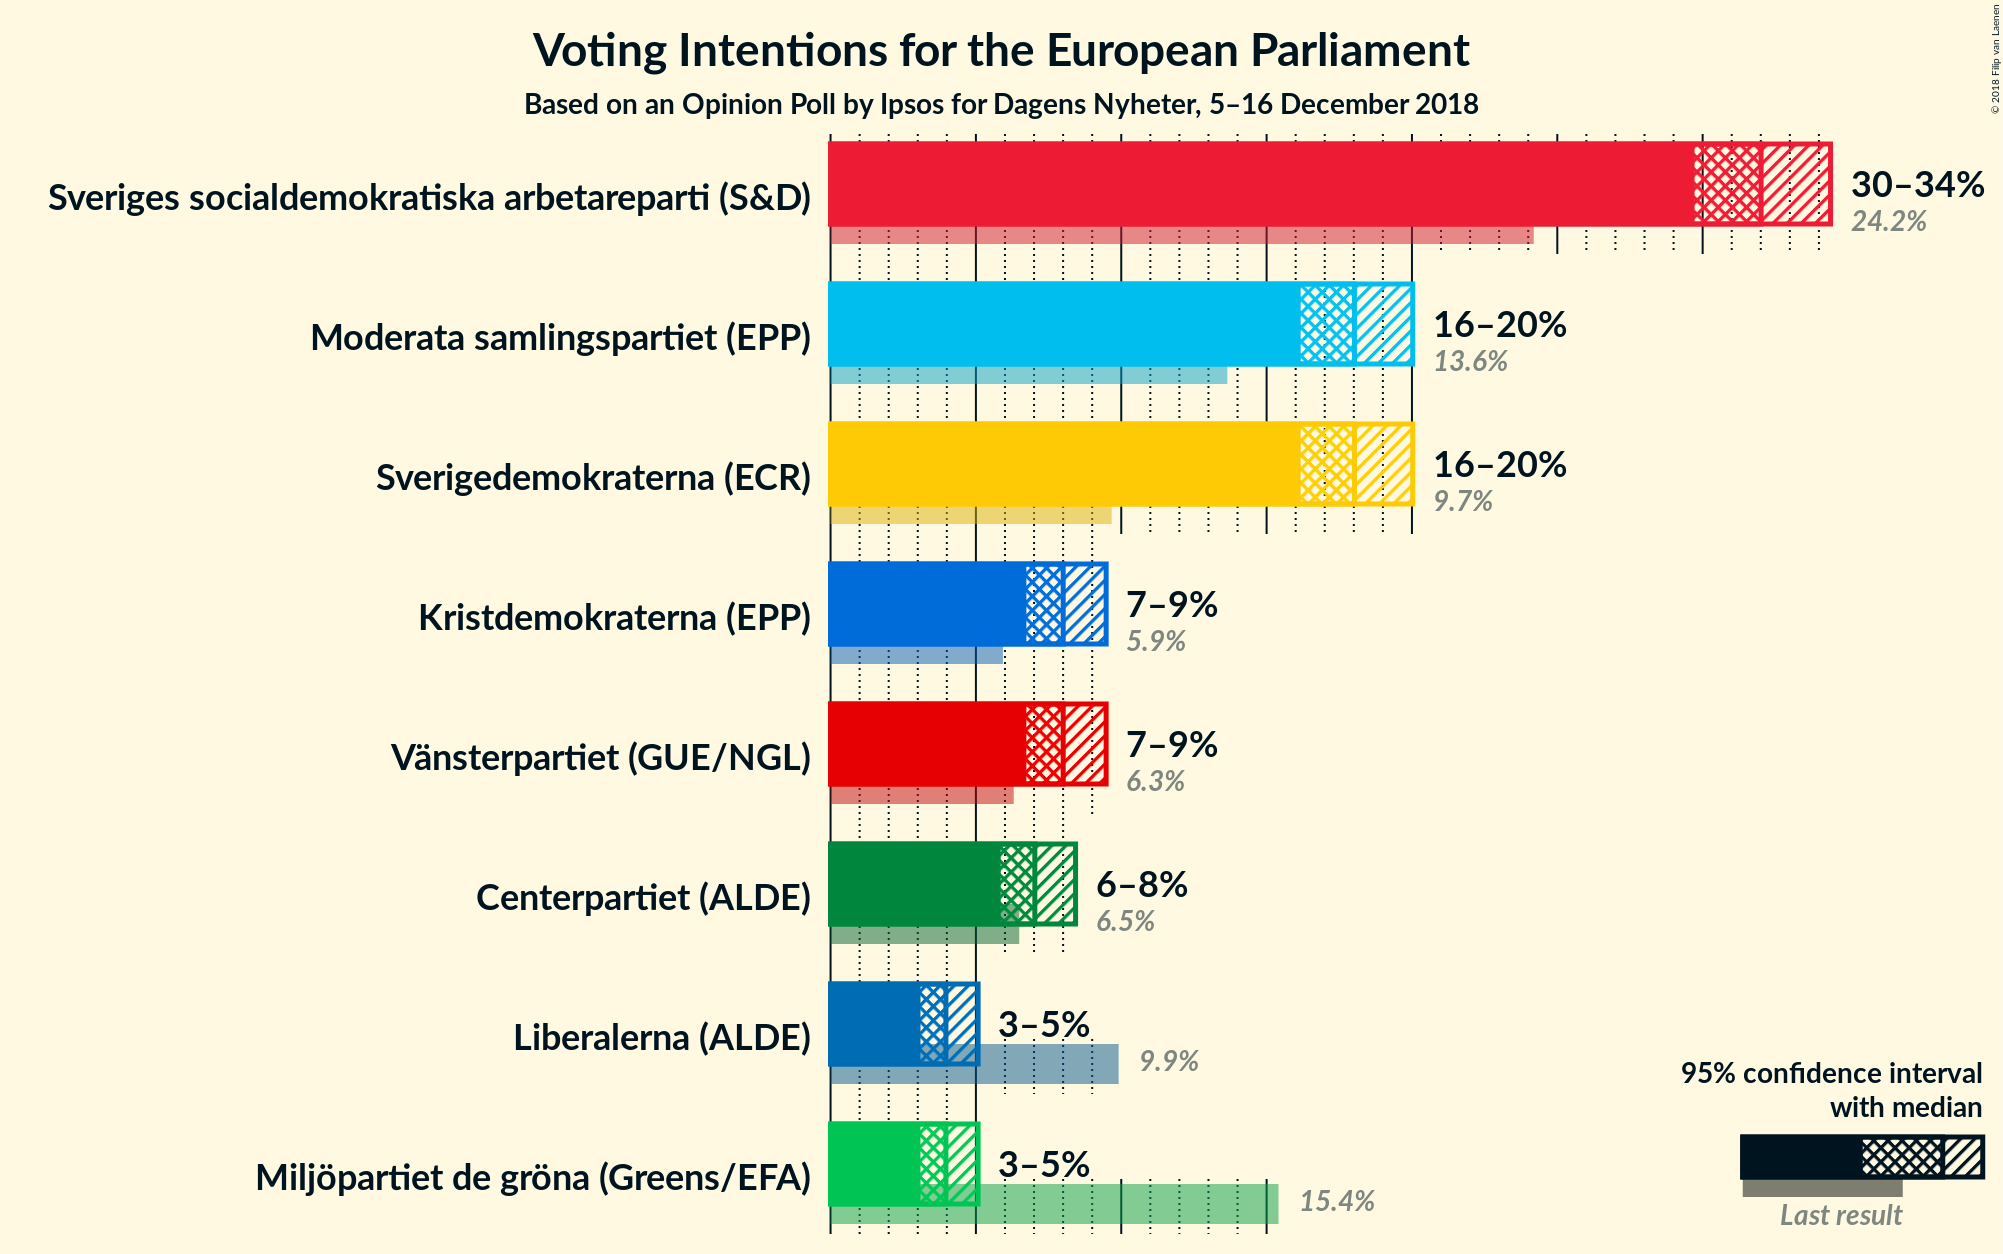 Voting Intentions for the European Parliament
Based on an Opinion Poll by Ipsos for Dagens Nyheter, 5–16 December 2018
© 2018 Filip van Laenen
Sveriges socialdemokratiska arbetareparti (S&D)
30–34%
24.2%
Moderata samlingspartiet (EPP)
16–20%
13.6%
Sverigedemokraterna (ECR)
16–20%
9.7%
Kristdemokraterna (EPP)
7–9%
5.9%
Vänsterpartiet (GUE/NGL)
7–9%
6.3%
Centerpartiet (ALDE)
6–8%
6.5%
Liberalerna (ALDE)
3–5%
9.9%
Miljöpartiet de gröna (Greens/EFA)
3–5%
15.4%
95% confidence interval
with median
Last result